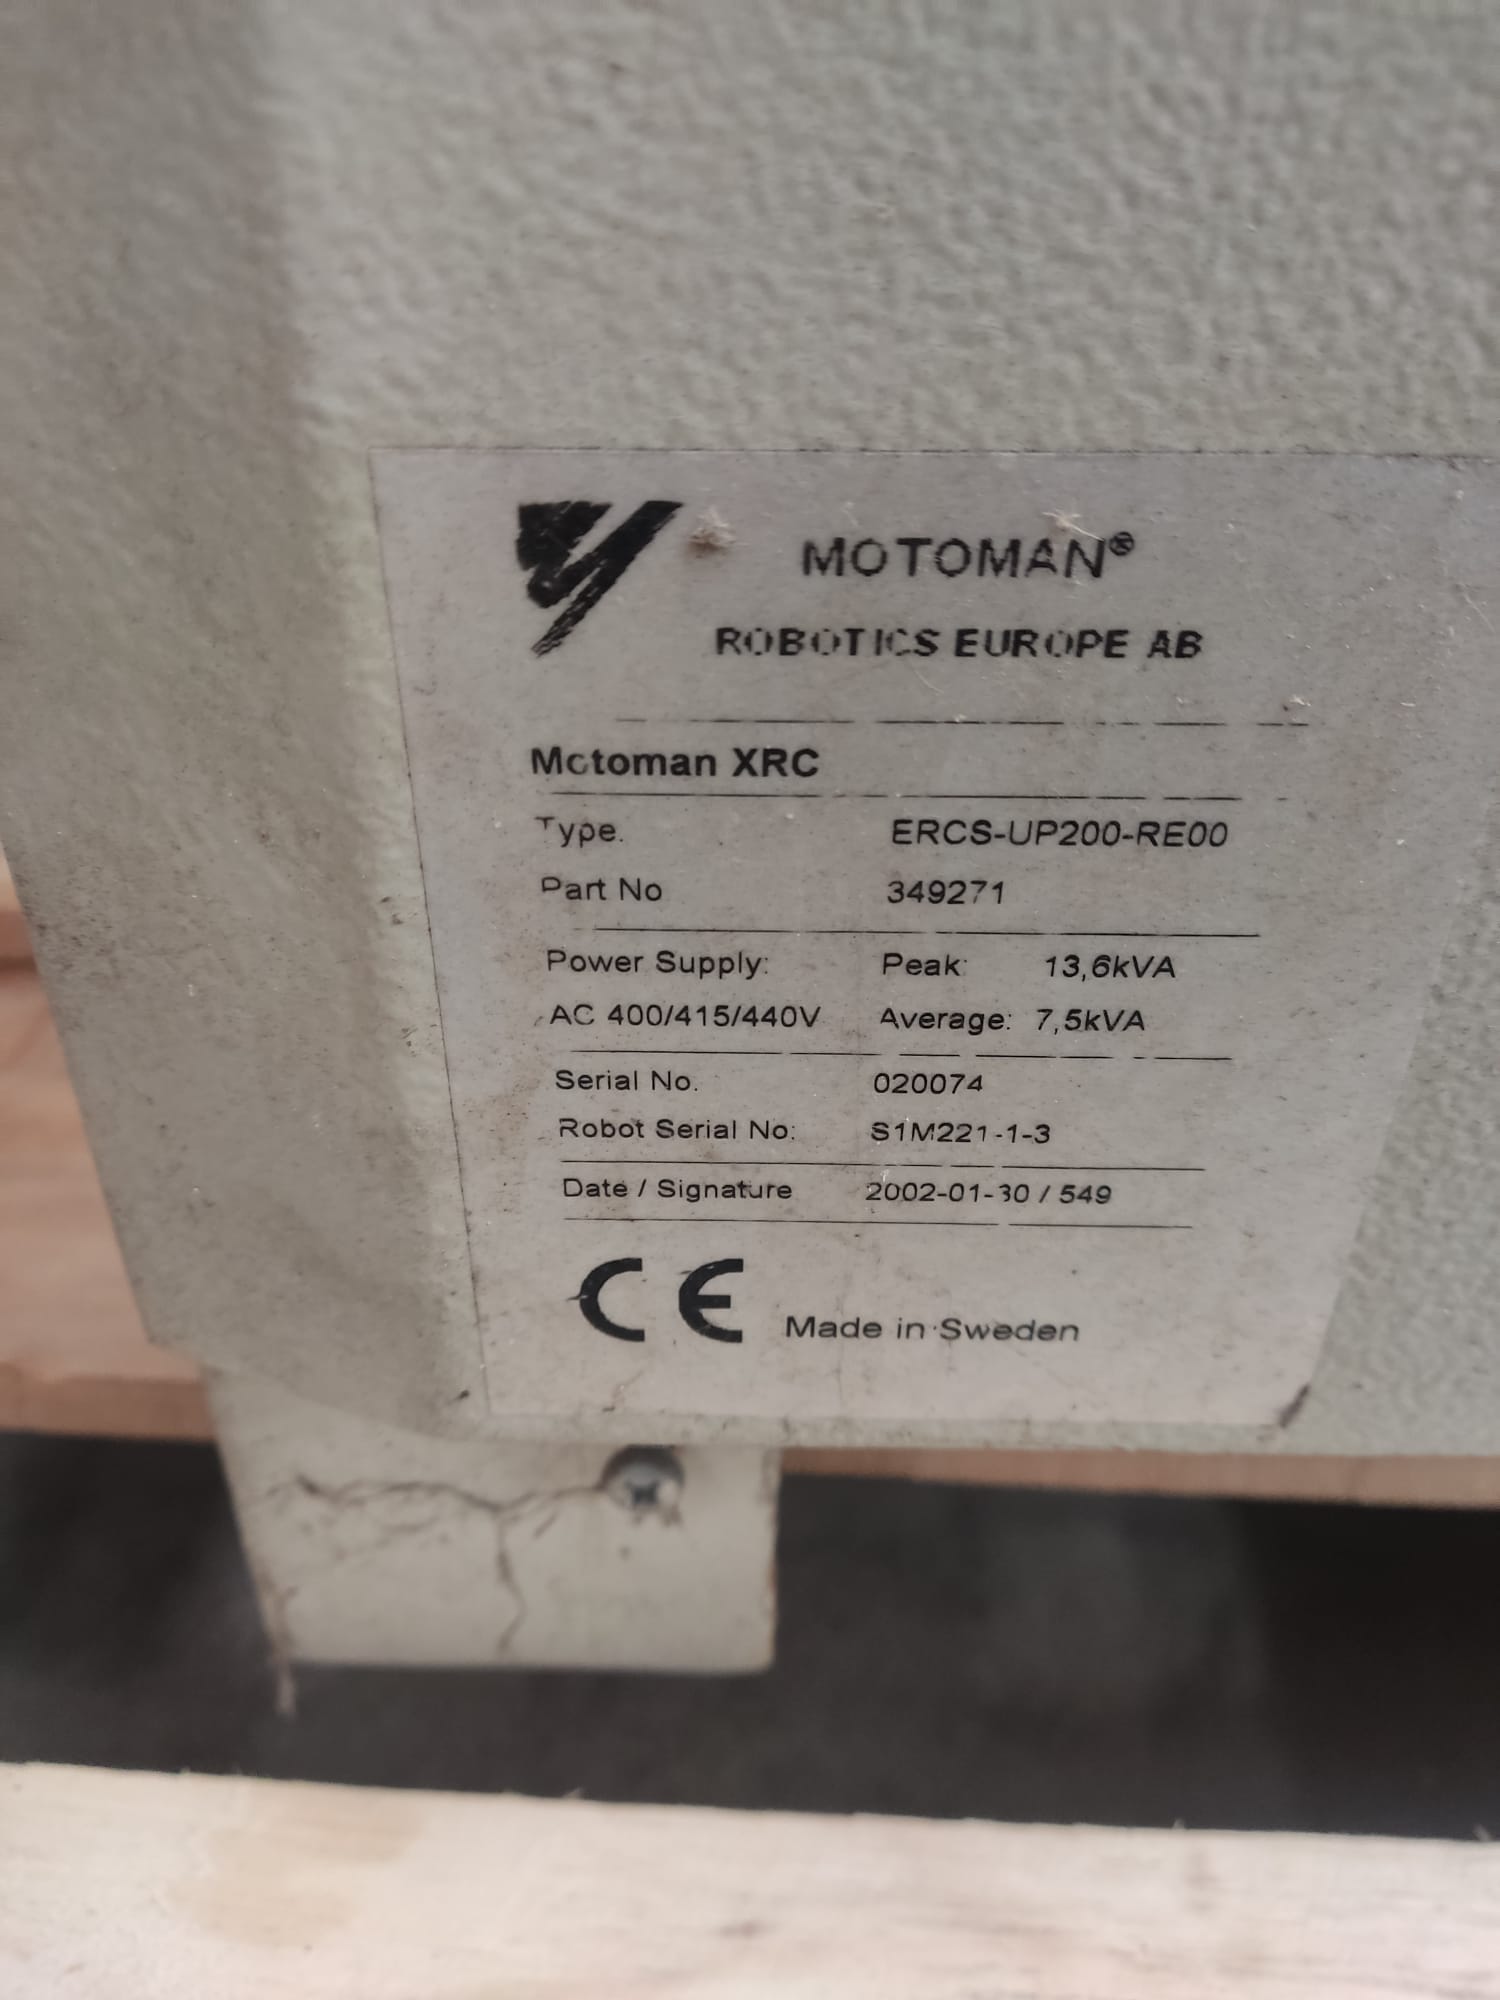 MOTOMAN®
ROBOTICS EUROPE AB
Motoman XRC
Type. ERCS-UP200-RE00
Part No 349271
Power Supply: Peak: 13,6kVA
AC 400/415/440V Average: 7,5kVA
Serial No. 020074
Robot Serial No: S1M221-1-3
Date / Signature 2002-01-30 / 549
CE Made in Sweden